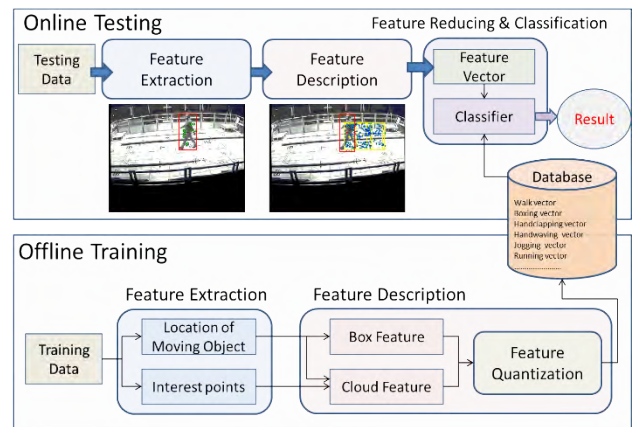 Online Testing
Feature Reducing & Classification
Testing
Data
Feature
Extraction
Feature
Description
Feature
Vector
Classifier
Result
Database
Walk vector
Boxing vector
Handclapping vector
Handwaving vector
Jogging vector
Running vector
........................
Offline Training
Feature Extraction
Feature Description
Training
Data
Location of
Moving Object
Interest points
Box Feature
Cloud Feature
Feature
Quantization